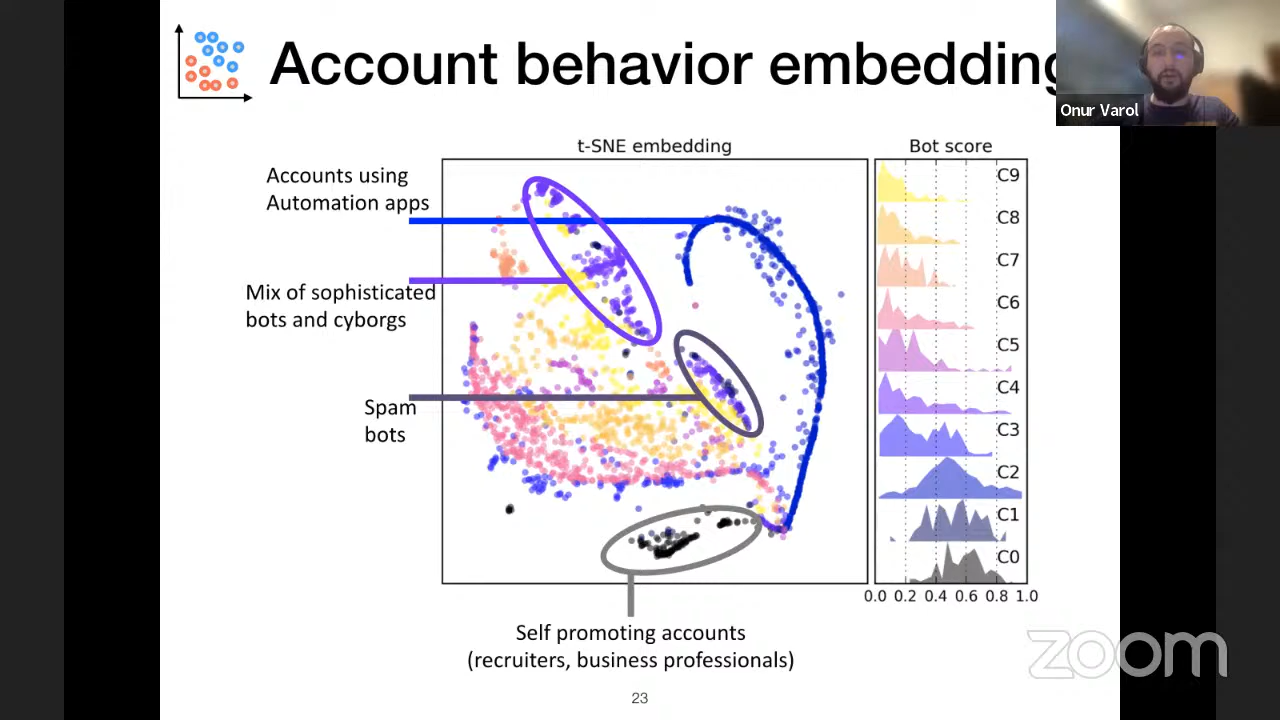 Account behavior embedding
Onur Varol
t-SNE embedding
Bot score
Accounts using
Automation apps
Mix of sophisticated
bots and cyborgs
Spam
bots
C9
C8
C7
C6
C5
C4
C3
C2
C1
C0
0.0 0.2 0.4 0.6 0.8 1.0
Self promoting accounts
(recruiters, business professionals)
23
zoom